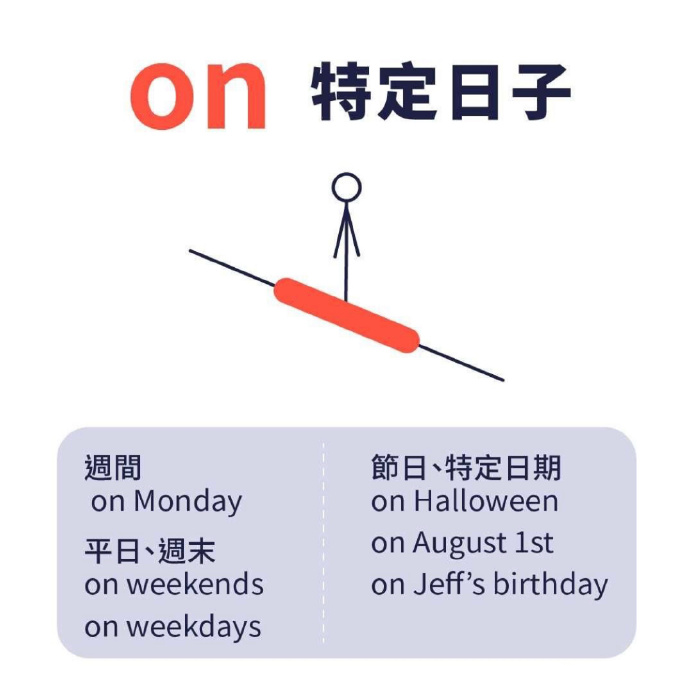 on 特定日子
週間
on Monday
平日、週末
on weekends
on weekdays
節日、特定日期
on Halloween
on August 1st
on Jeff’s birthday